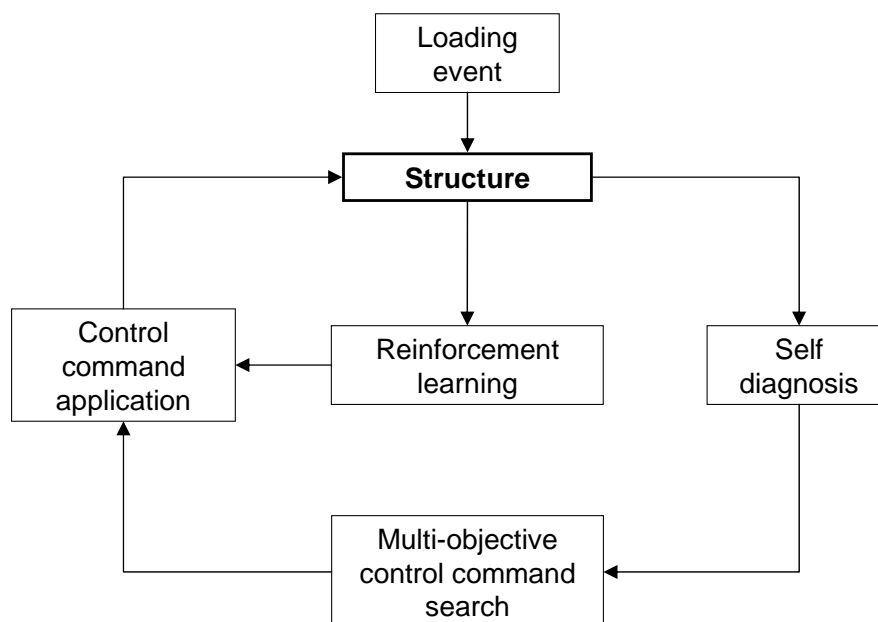 Loading
event
Structure
Control
command
application
Reinforcement
learning
Self
diagnosis
Multi-objective
control command
search